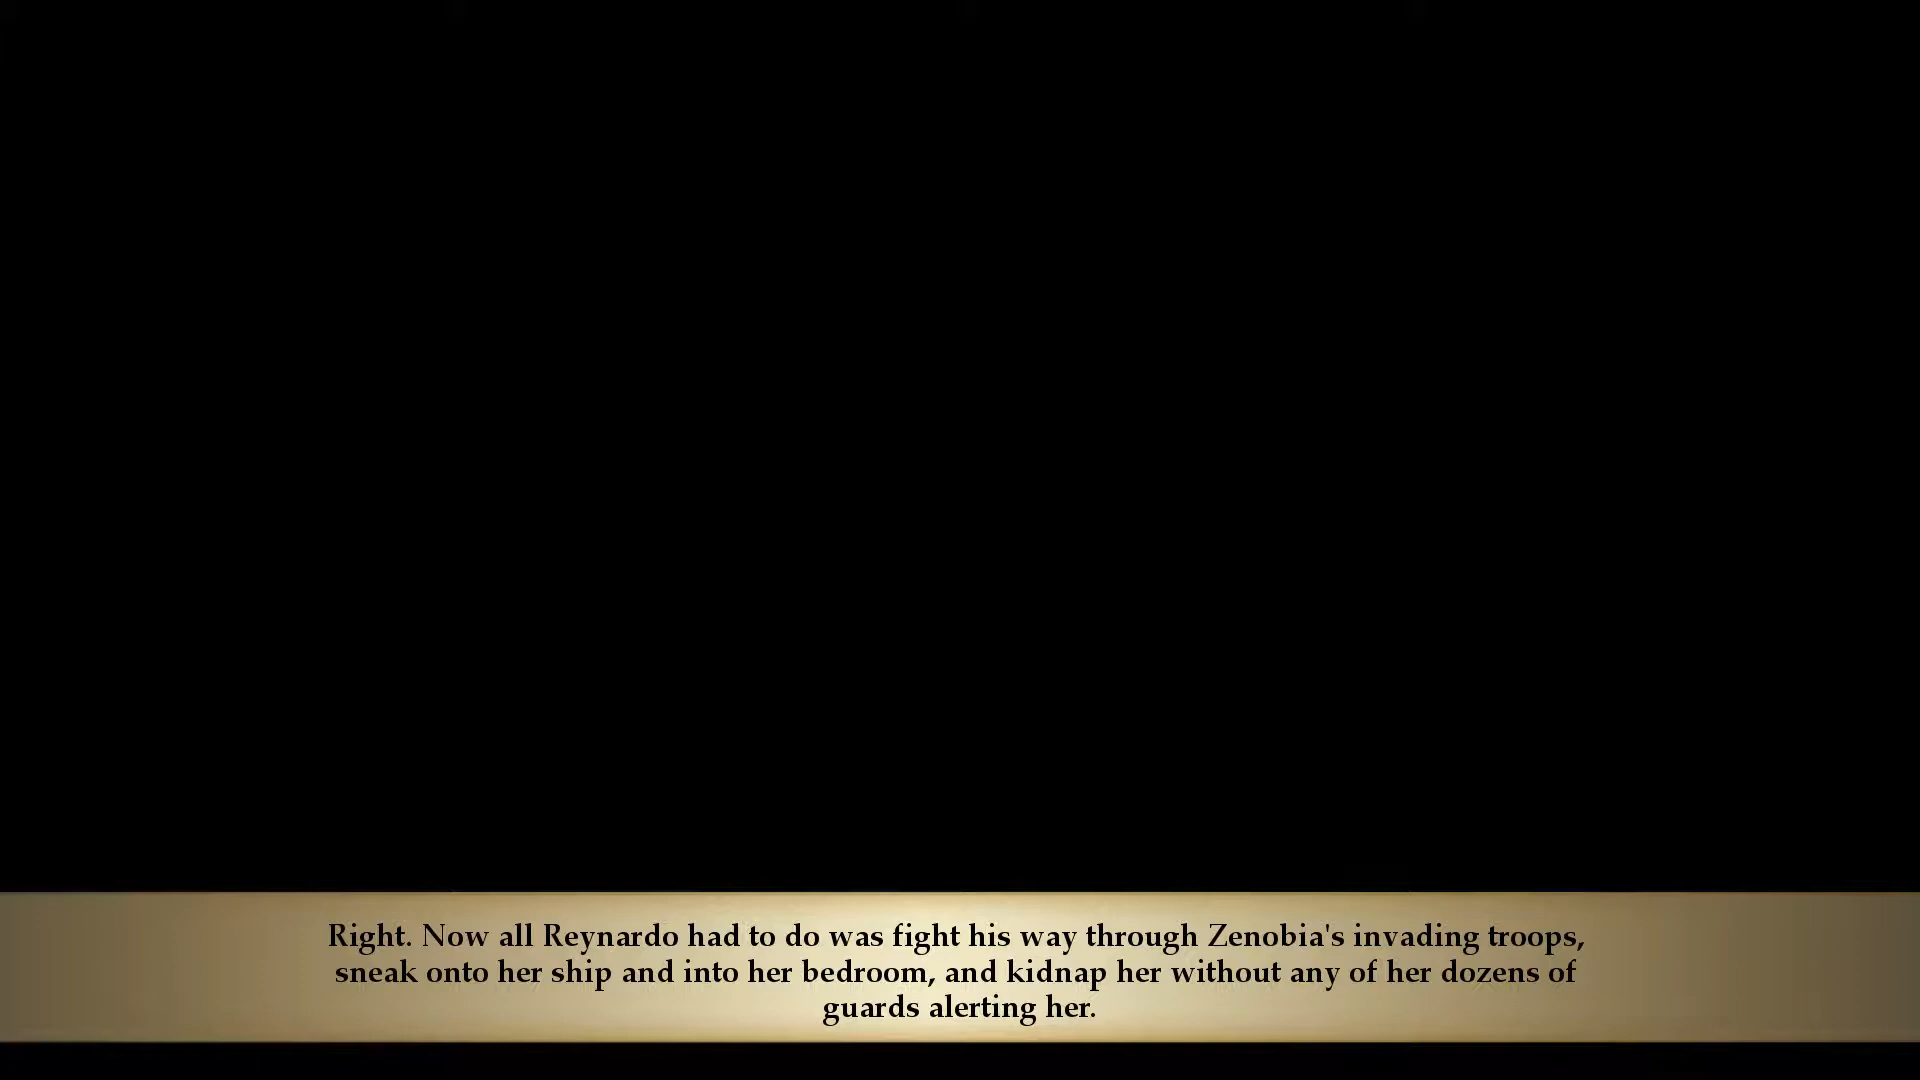 Right. Now all Reynardo had to do was fight his way through Zenobia's invading troops,
sneak onto her ship and into her bedroom, and kidnap her without any of her dozens of
guards alerting her.